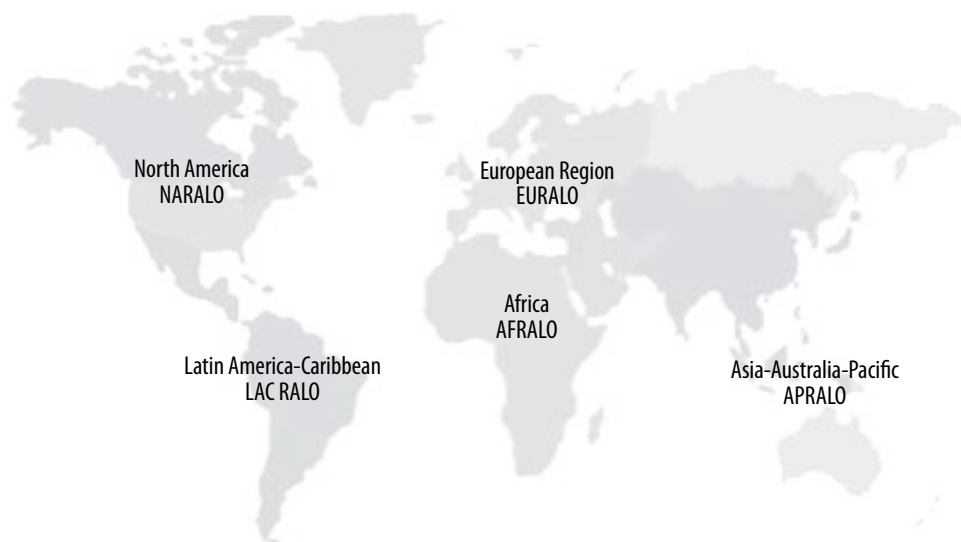 North America
NARALO
European Region
EURALO
Africa
AFRALO
Latin America-Caribbean
LAC RALO
Asia-Australia-Pacific
APRALO